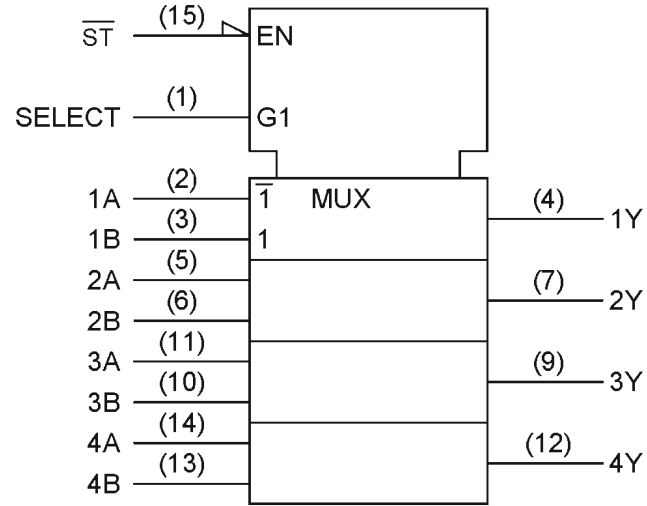 S̅T̅ (15) EN
SELECT (1) G1
1A (2) 1̅ MUX (4) 1Y
1B (3) 1
2A (5) (7) 2Y
2B (6)
3A (11) (9) 3Y
3B (10)
4A (14) (12) 4Y
4B (13)